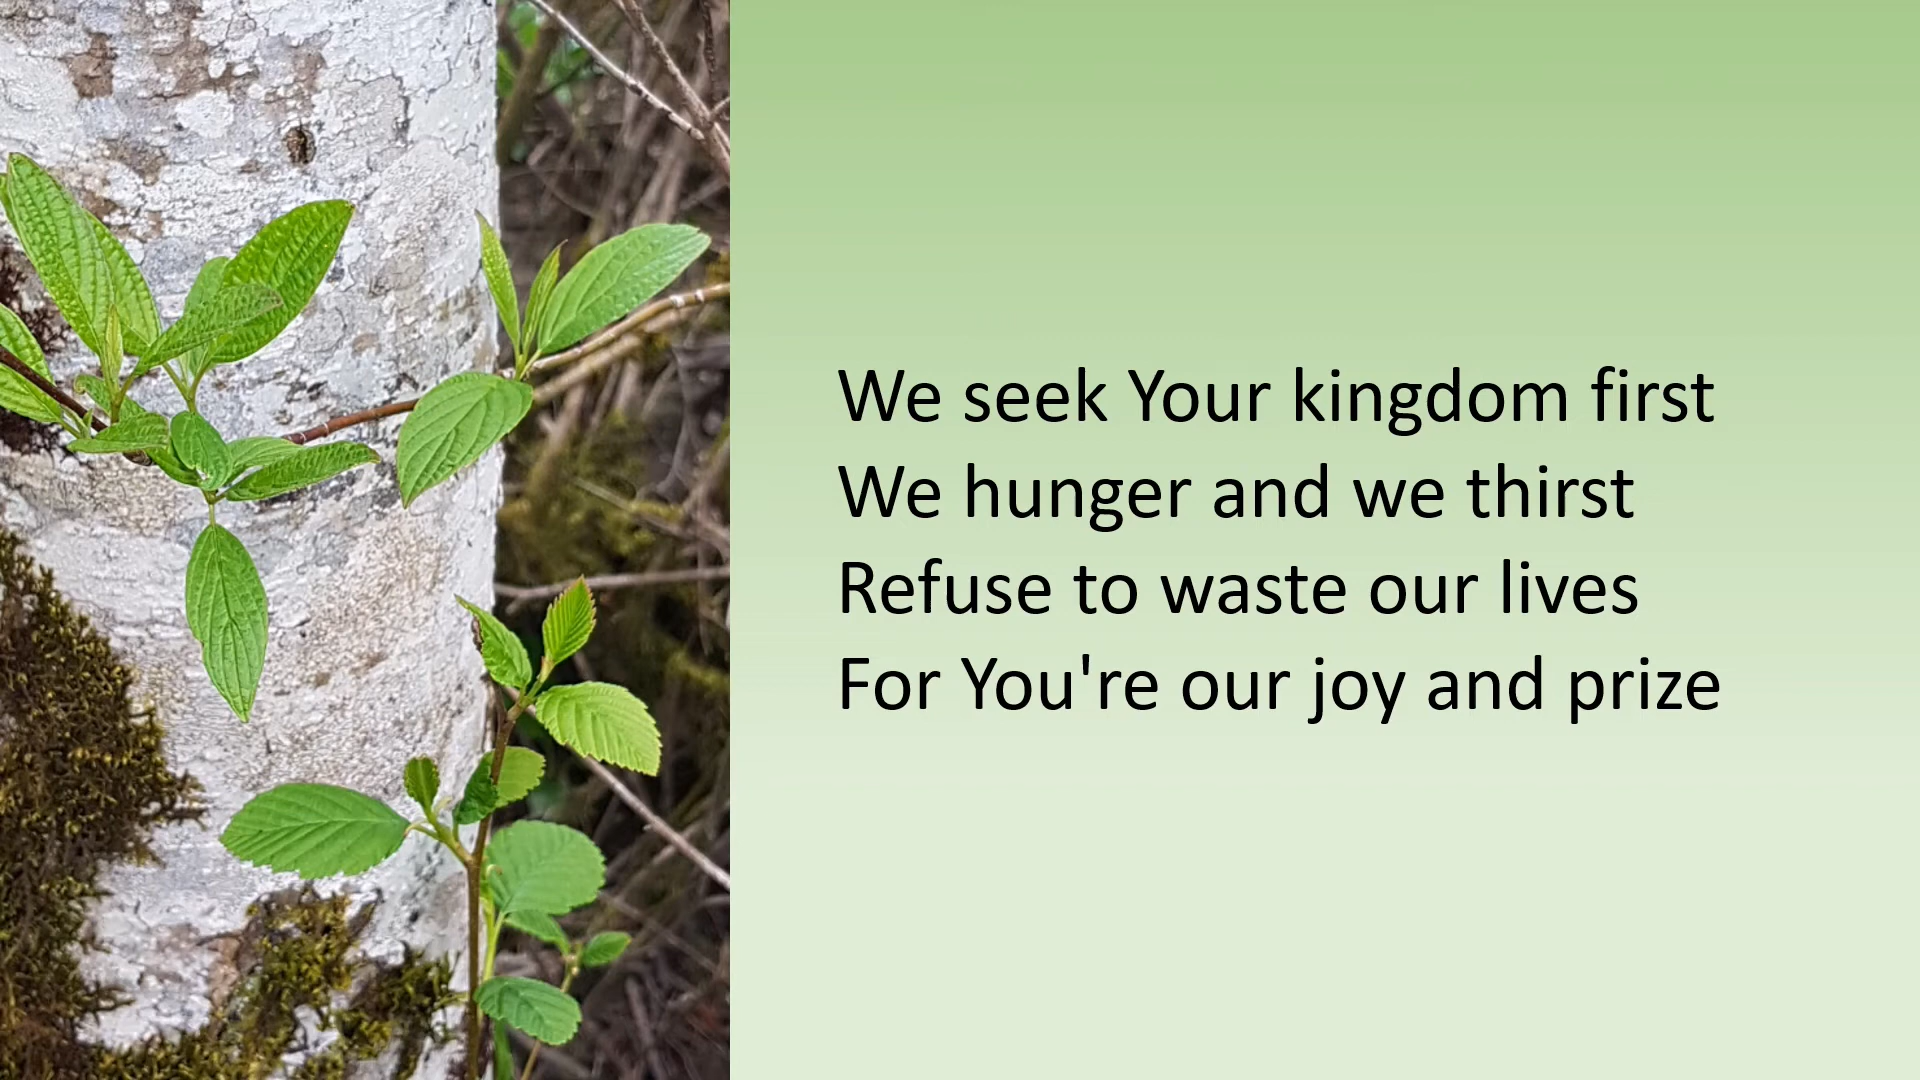 We seek Your kingdom first
We hunger and we thirst
Refuse to waste our lives
For You're our joy and prize